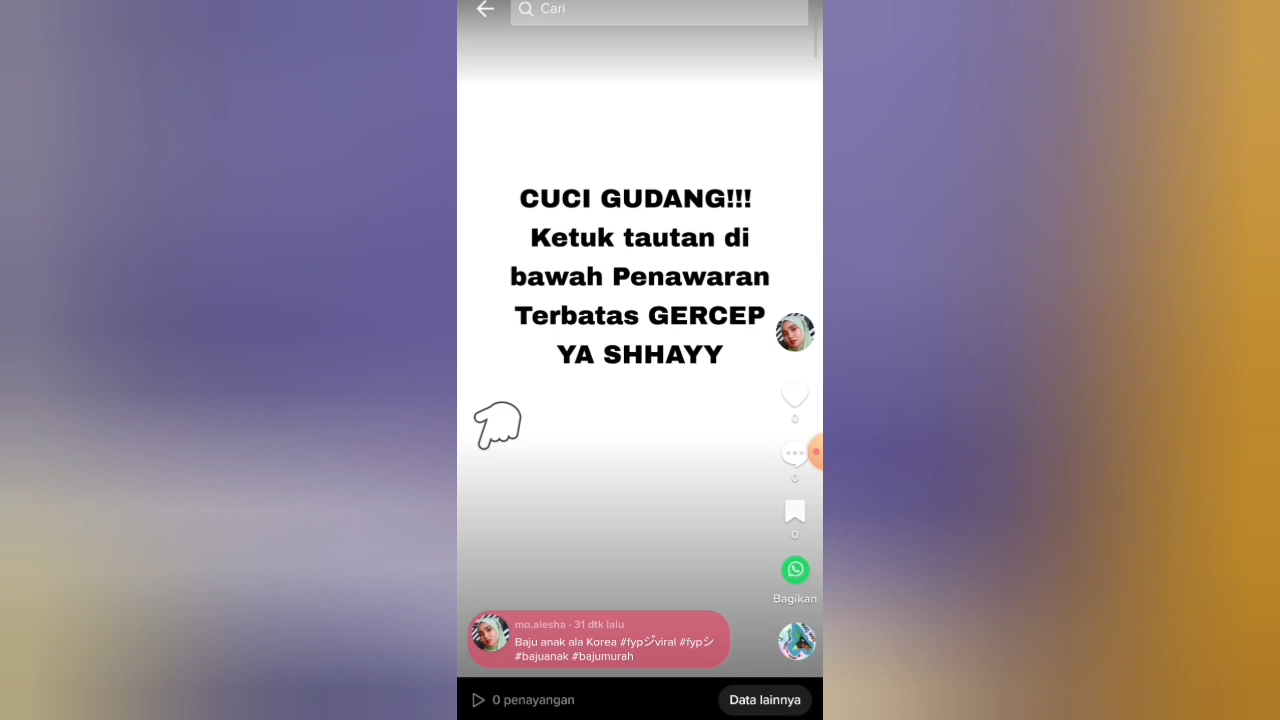 Cari
CUCI GUDANG!!!
Ketuk tautan di
bawah Penawaran
Terbatas GERCEP
YA SHHAYY
0
0
0
Bagikan
mo.alesha · 31 dtk lalu
Baju anak ala Korea #fypジviral #fypシ
#bajuanak #bajumurah
0 penayangan
Data lainnya